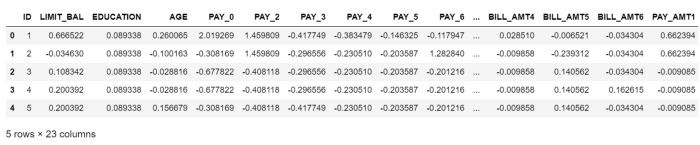 ID LIMIT_BAL EDUCATION AGE PAY_0 PAY_2 PAY_3 PAY_4 PAY_5 PAY_6 ... BILL_AMT4 BILL_AMT5 BILL_AMT6 PAY_AMT1
0 1 0.666522 0.089338 0.260065 2.019269 1.459809 -0.417749 -0.383479 -0.146325 -0.117947 ... 0.028510 -0.006521 -0.034304 0.662394
1 2 -0.034630 0.089338 -0.100163 -0.308169 1.459809 -0.296556 -0.230510 -0.203587 1.282840 ... -0.009858 -0.239312 -0.034304 0.662394
2 3 0.108342 0.089338 -0.028816 -0.677822 -0.408118 -0.296556 -0.230510 -0.203587 -0.201216 ... -0.009858 0.140562 -0.034304 -0.009085
3 4 0.200392 0.089338 -0.028816 -0.677822 -0.408118 -0.296556 -0.230510 -0.203587 -0.201216 ... -0.009858 0.140562 0.162615 -0.009085
4 5 0.200392 0.089338 0.156679 -0.308169 -0.408118 -0.417749 -0.230510 -0.203587 -0.201216 ... -0.009858 0.140562 -0.034304 -0.009085
5 rows × 23 columns